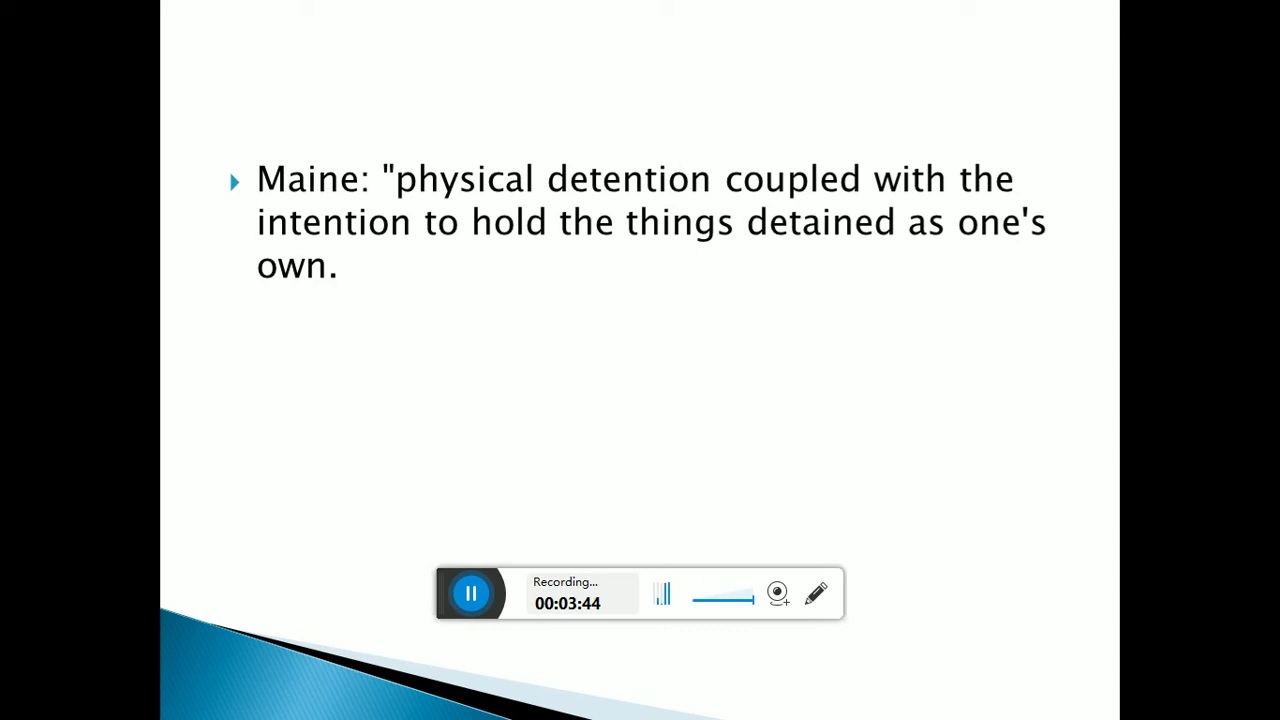 Maine: "physical detention coupled with the
intention to hold the things detained as one's
own.
Recording...
00:03:44